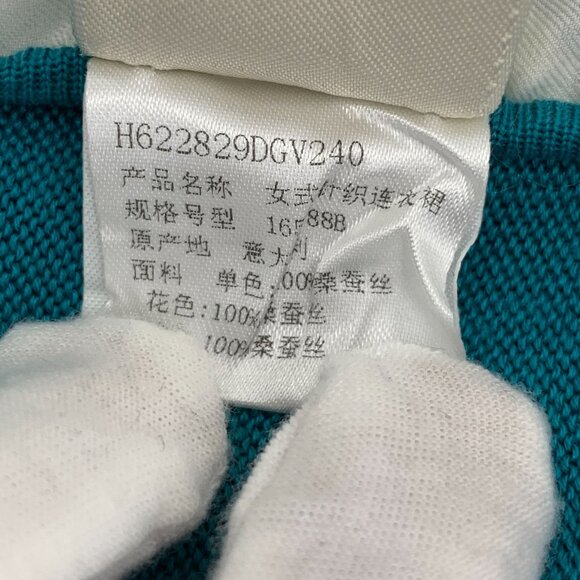 H622829DGV240
产品名称 女式针织连衣裙
规格号型 165 88B
原产地 意大利
面料 单色:100%桑蚕丝
花色:100%桑蚕丝
100%桑蚕丝